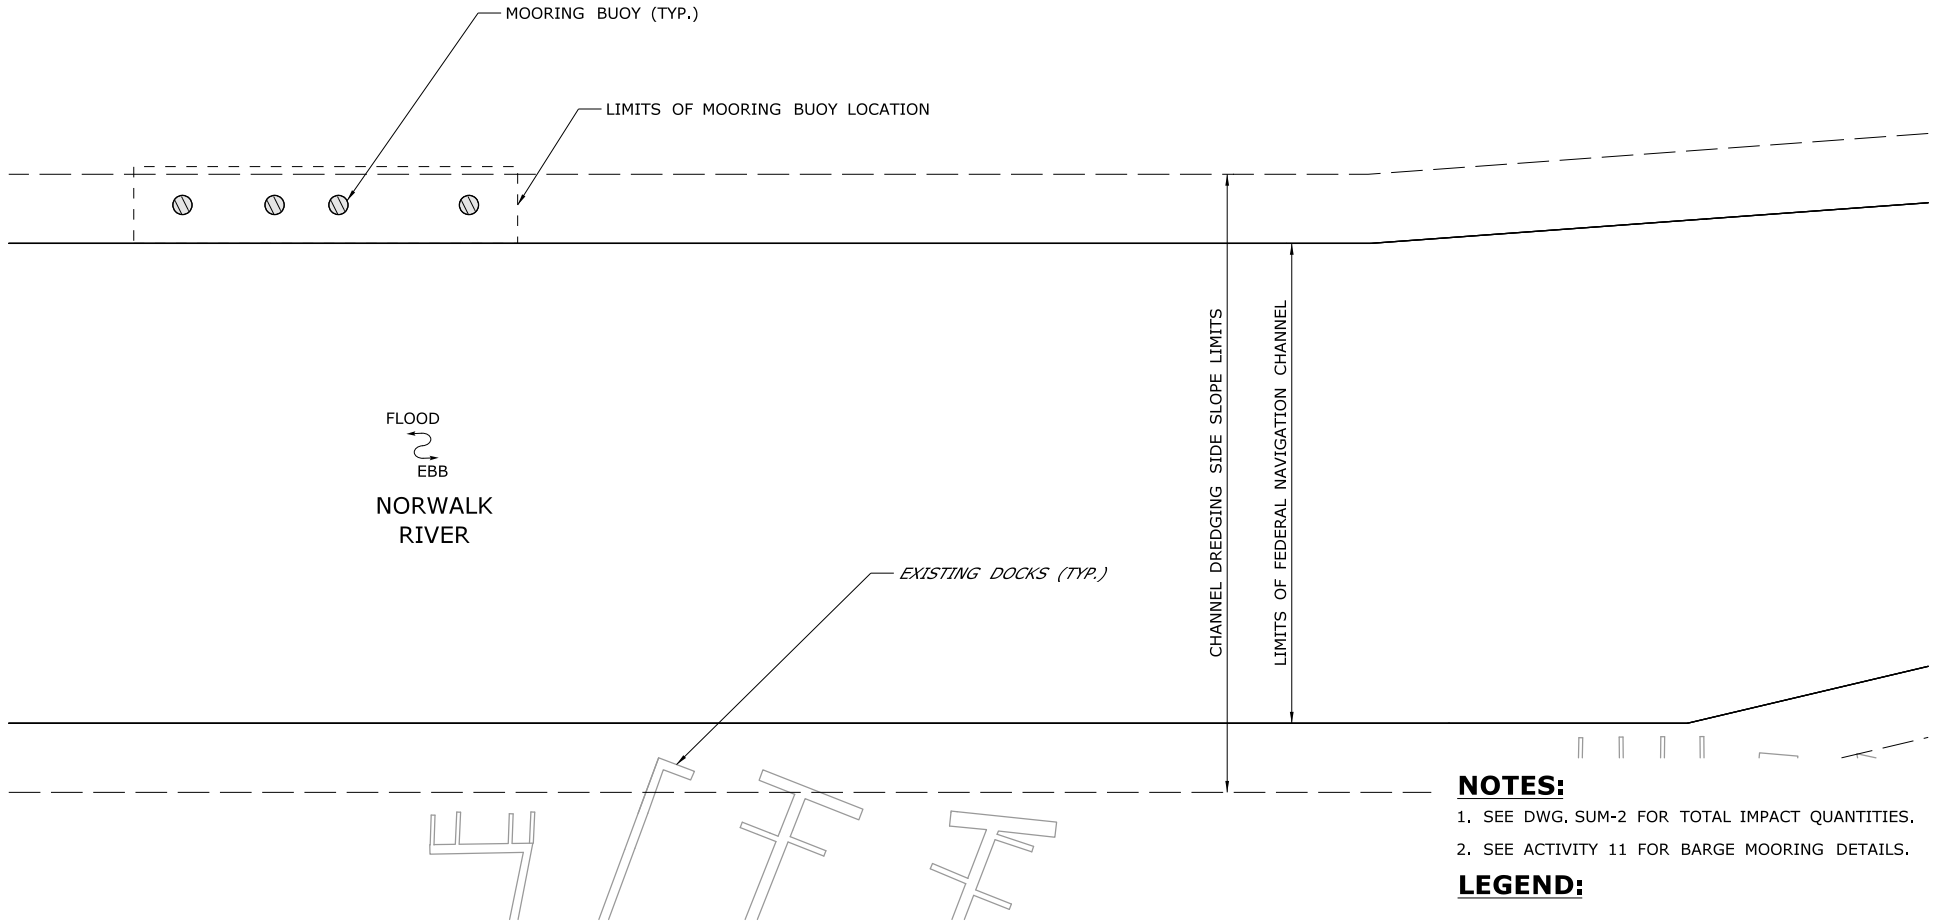 MOORING BUOY (TYP.)
LIMITS OF MOORING BUOY LOCATION
CHANNEL DREDGING SIDE SLOPE LIMITS
LIMITS OF FEDERAL NAVIGATION CHANNEL
FLOOD
EBB
NORWALK
RIVER
EXISTING DOCKS (TYP.)
NOTES:
1. SEE DWG. SUM-2 FOR TOTAL IMPACT QUANTITIES.
2. SEE ACTIVITY 11 FOR BARGE MOORING DETAILS.
LEGEND: